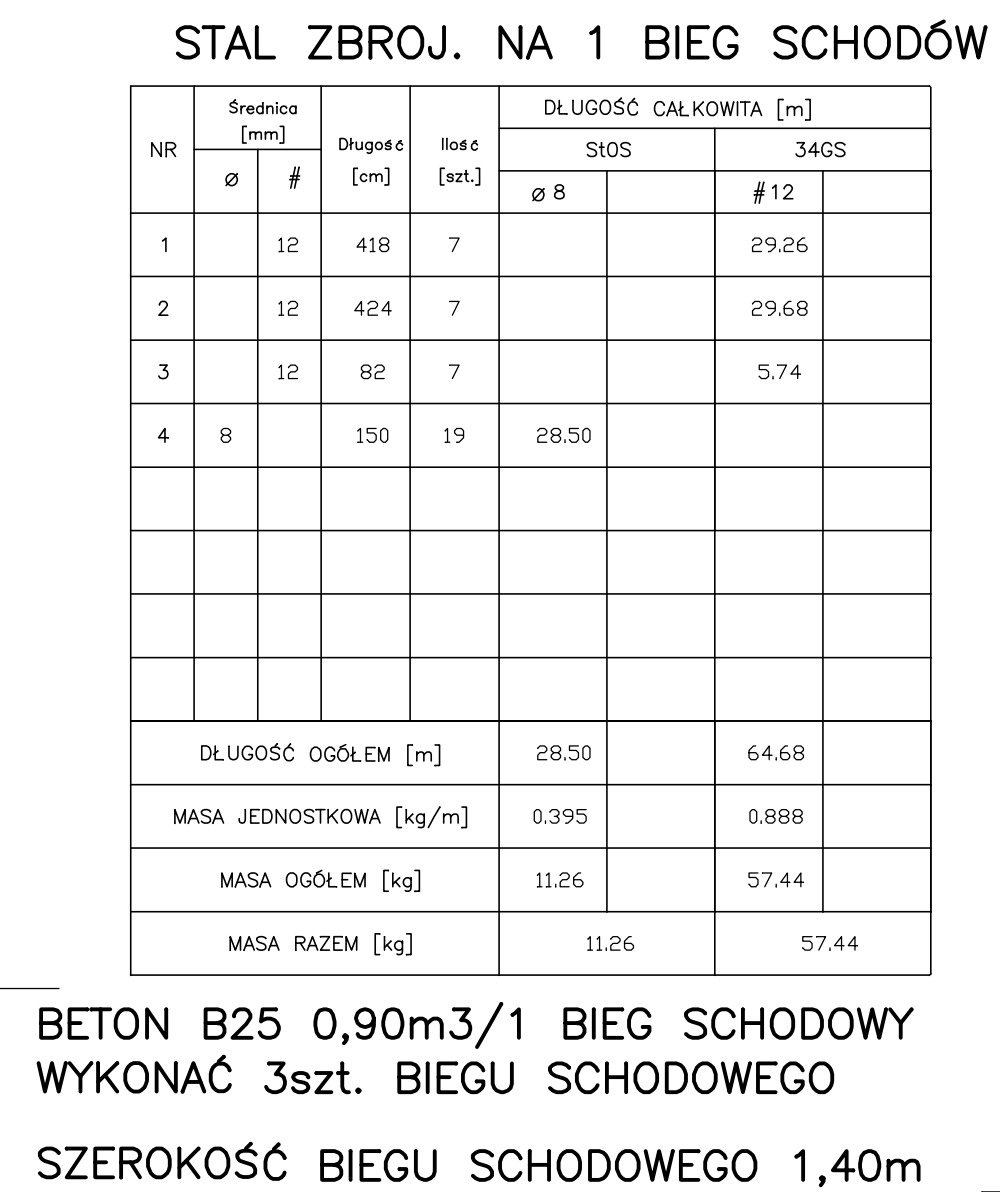 STAL ZBROJ. NA 1 BIEG SCHODÓW
NR Średnica [mm] Długość [cm] Ilość [szt.] DŁUGOŚĆ CAŁKOWITA [m]
StOS 34GS
ø # ø 8 #12
1 12 418 7 29.26
2 12 424 7 29.68
3 12 82 7 5.74
4 8 150 19 28.50
DŁUGOŚĆ OGÓŁEM [m] 28.50 64.68
MASA JEDNOSTKOWA [kg/m] 0.395 0.888
MASA OGÓŁEM [kg] 11.26 57.44
MASA RAZEM [kg] 11.26 57.44
BETON B25 0,90m3/1 BIEG SCHODOWY
WYKONAĆ 3szt. BIEGU SCHODOWEGO
SZEROKOŚĆ BIEGU SCHODOWEGO 1,40m